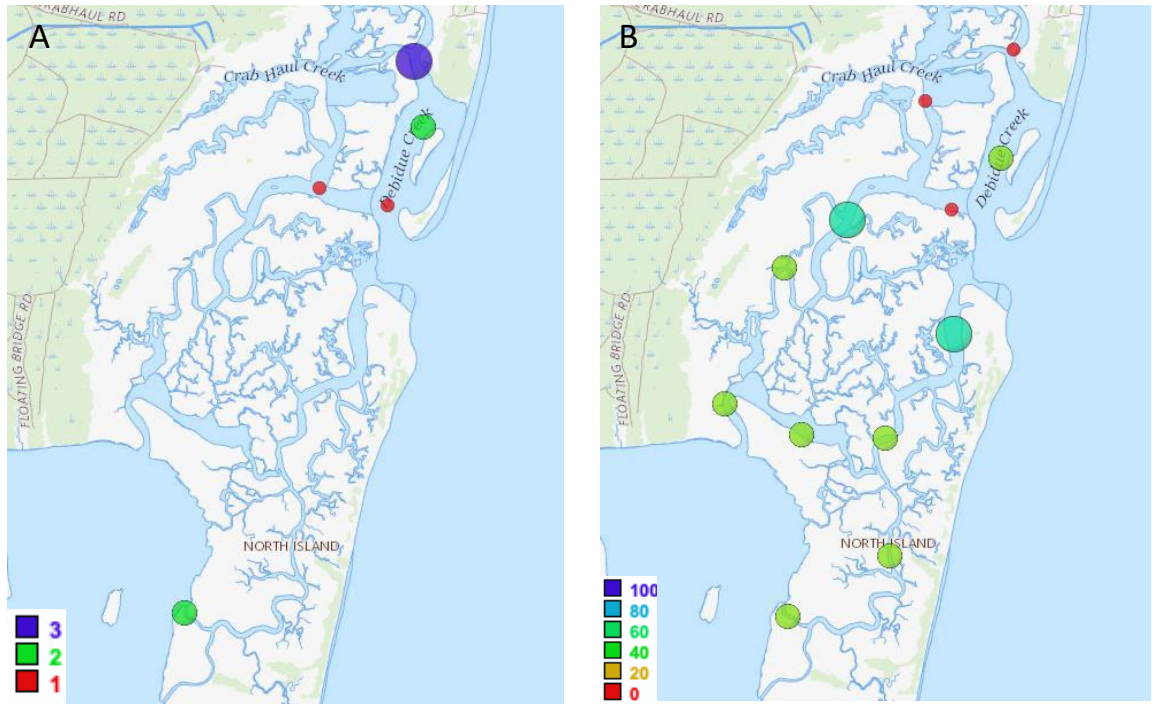 A
CRABHAUL RD
Crab Haul Creek
Debidue Creek
FLOATING BRIDGE RD
NORTH ISLAND
3
2
1
B
RABHAUL RD
Crab Haul Creek
Debidue Creek
FLOATING BRIDGE RD
NORTH ISLAND
100
80
60
40
20
0